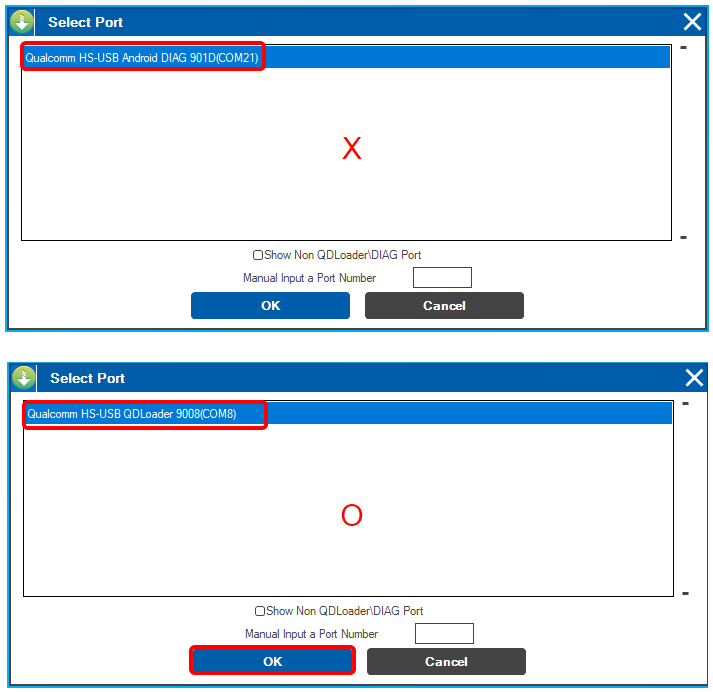 Select Port
Qualcomm HS-USB Android DIAG 901D(COM21)
X
Show Non QDLoader\DIAG Port
Manual Input a Port Number
OK Cancel
Select Port
Qualcomm HS-USB QDLoader 9008(COM8)
O
Show Non QDLoader\DIAG Port
Manual Input a Port Number
OK Cancel